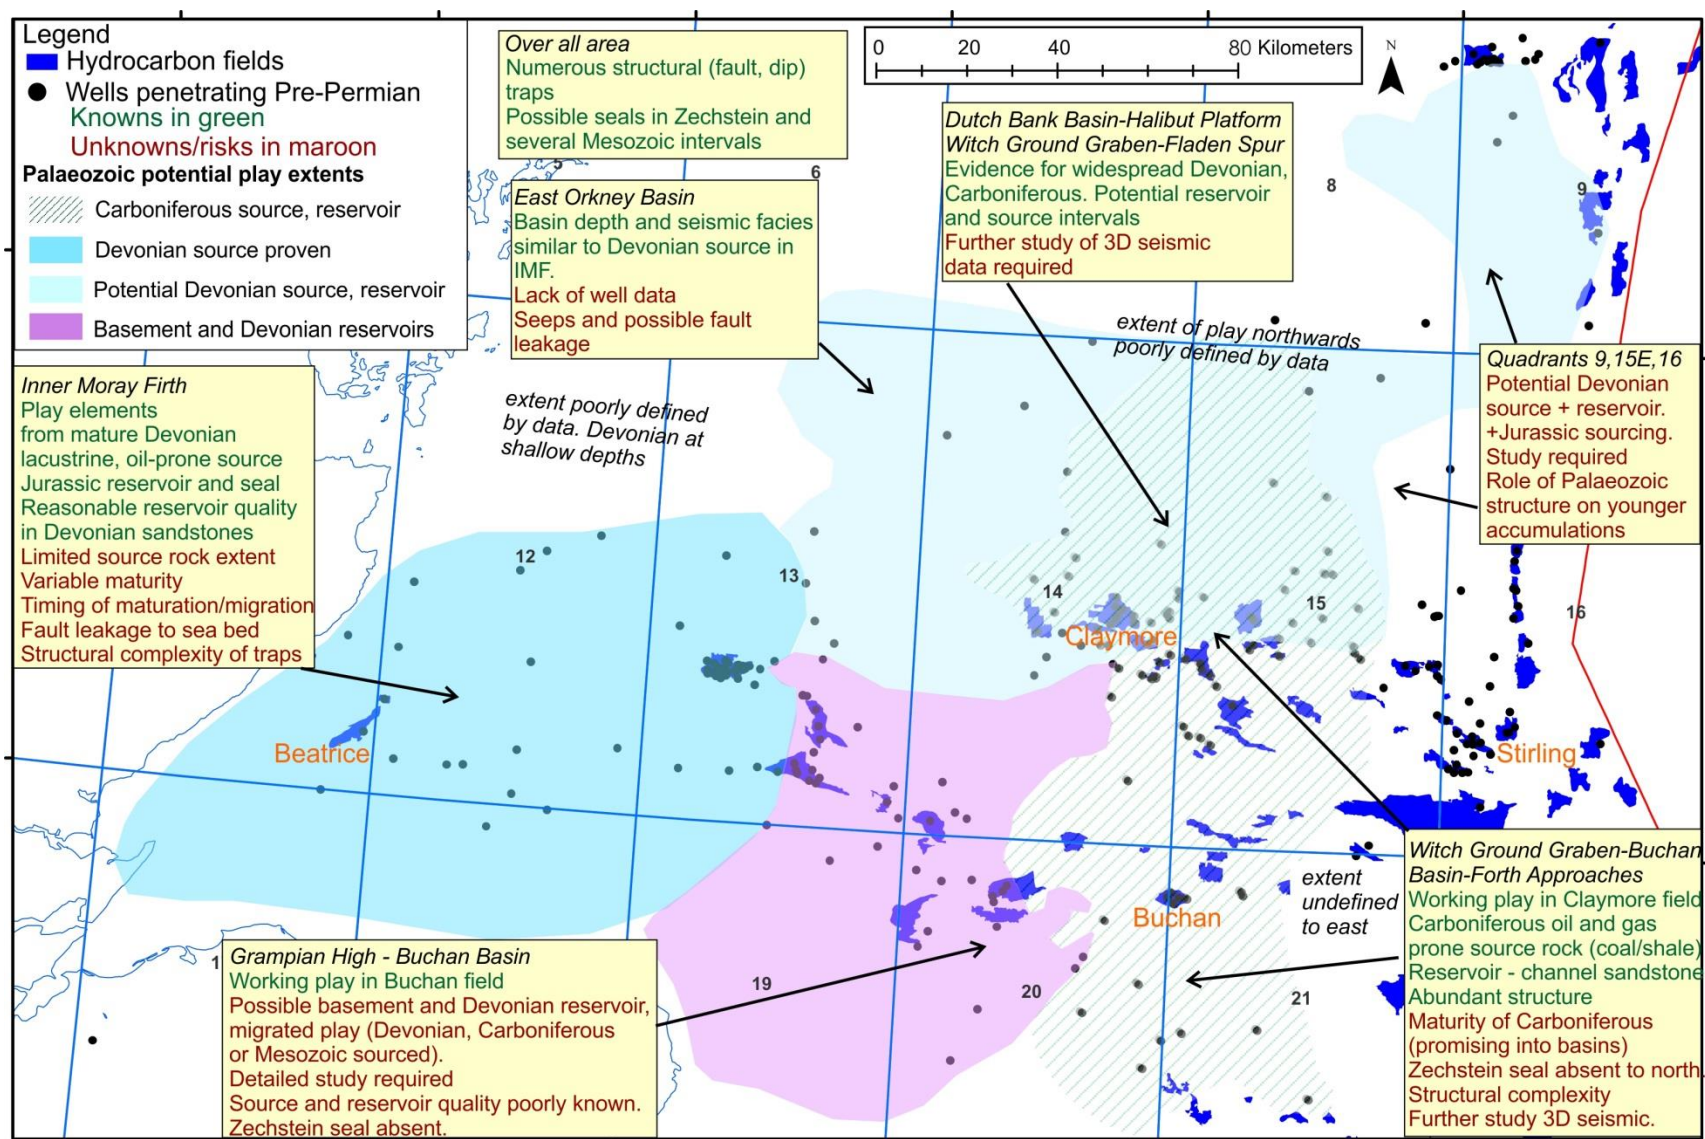 Legend
Hydrocarbon fields
Wells penetrating Pre-Permian
Knowns in green
Unknowns/risks in maroon
Palaeozoic potential play extents
Carboniferous source, reservoir
Devonian source proven
Potential Devonian source, reservoir
Basement and Devonian reservoirs
Over all area
Numerous structural (fault, dip)
traps
Possible seals in Zechstein and
several Mesozoic intervals
0 20 40 80 Kilometers
N
5
6
8
9
East Orkney Basin
Basin depth and seismic facies
similar to Devonian source in
IMF.
Lack of well data
Seeps and possible fault
leakage
Dutch Bank Basin-Halibut Platform
Witch Ground Graben-Fladen Spur
Evidence for widespread Devonian,
Carboniferous. Potential reservoir
and source intervals
Further study of 3D seismic
data required
extent of play northwards
poorly defined by data
Quadrants 9,15E,16
Potential Devonian
source + reservoir.
+Jurassic sourcing.
Study required
Role of Palaeozoic
structure on younger
accumulations
Inner Moray Firth
Play elements
from mature Devonian
lacustrine, oil-prone source
Jurassic reservoir and seal
Reasonable reservoir quality
in Devonian sandstones
Limited source rock extent
Variable maturity
Timing of maturation/migration
Fault leakage to sea bed
Structural complexity of traps
extent poorly defined
by data. Devonian at
shallow depths
12
13
14
15
16
Claymore
Beatrice
Stirling
Buchan
extent
undefined
to east
1
19
20
21
Grampian High - Buchan Basin
Working play in Buchan field
Possible basement and Devonian reservoir,
migrated play (Devonian, Carboniferous
or Mesozoic sourced).
Detailed study required
Source and reservoir quality poorly known.
Zechstein seal absent.
Witch Ground Graben-Buchan
Basin-Forth Approaches
Working play in Claymore field
Carboniferous oil and gas
prone source rock (coal/shale)
Reservoir - channel sandstone
Abundant structure
Maturity of Carboniferous
(promising into basins)
Zechstein seal absent to north.
Structural complexity
Further study 3D seismic.